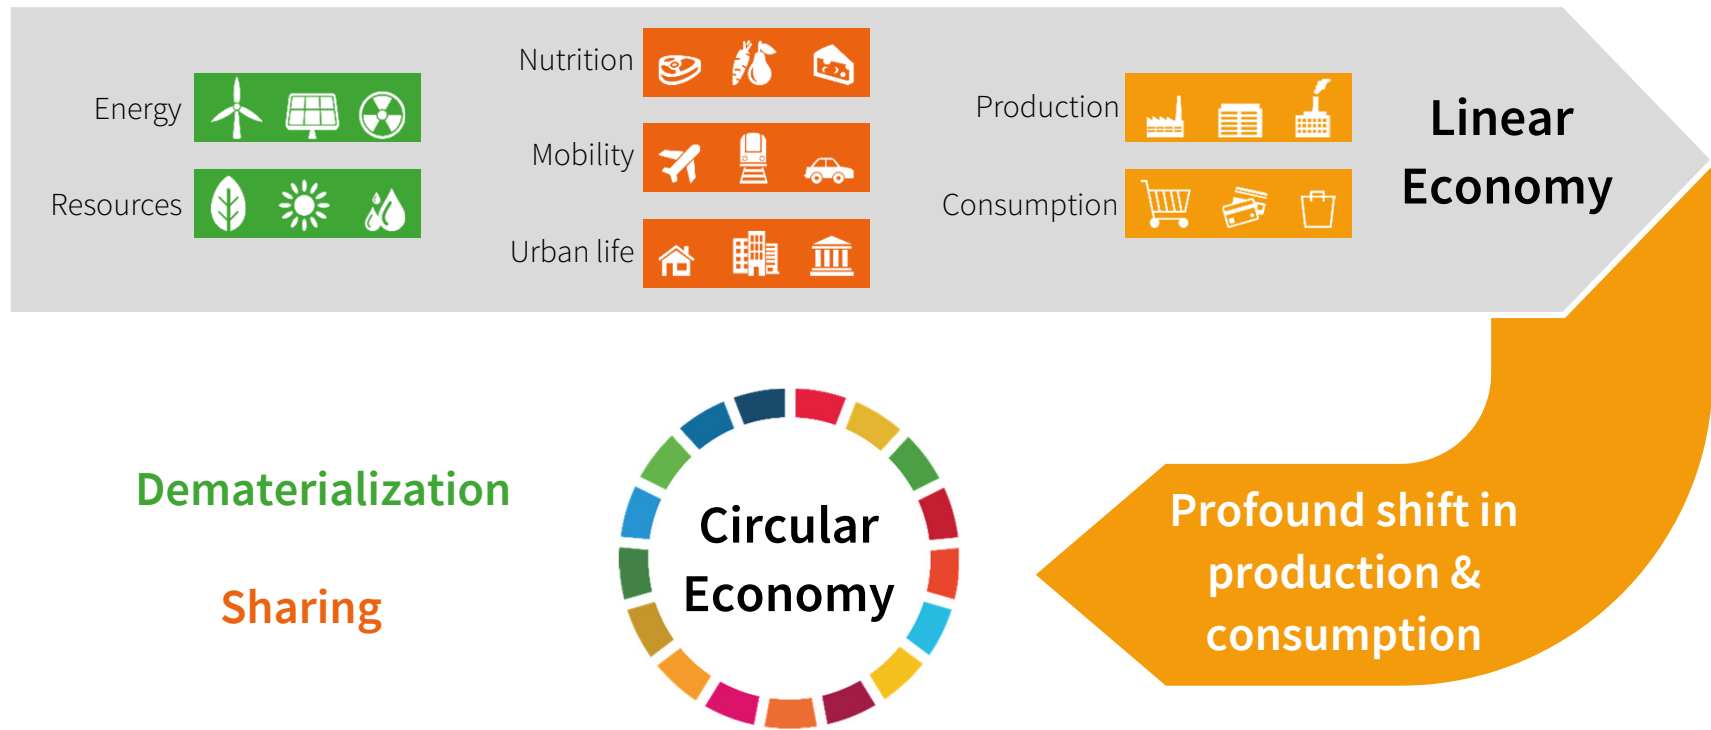 Energy
Resources
Nutrition
Mobility
Urban life
Production
Consumption
Linear
Economy
Dematerialization
Sharing
Circular
Economy
Profound shift in
production &
consumption